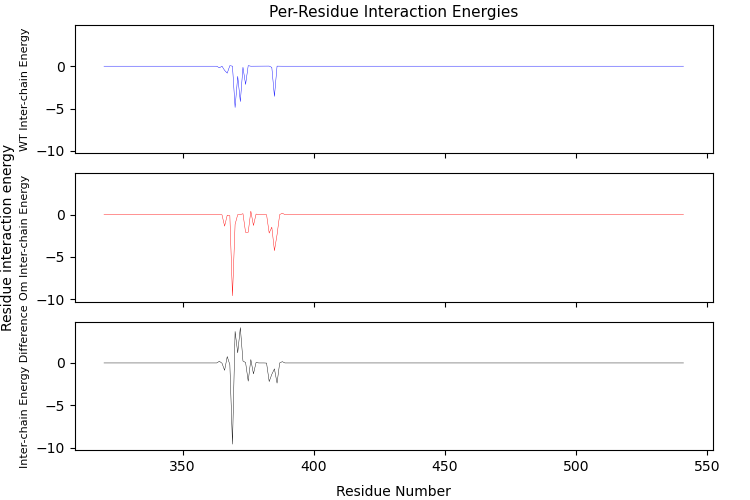 Per-Residue Interaction Energies
WT Inter-chain Energy
0
−5
−10
Residue interaction energy
Om Inter-chain Energy
0
−5
−10
Inter-chain Energy Difference
0
−5
−10
350
400
450
500
550
Residue Number